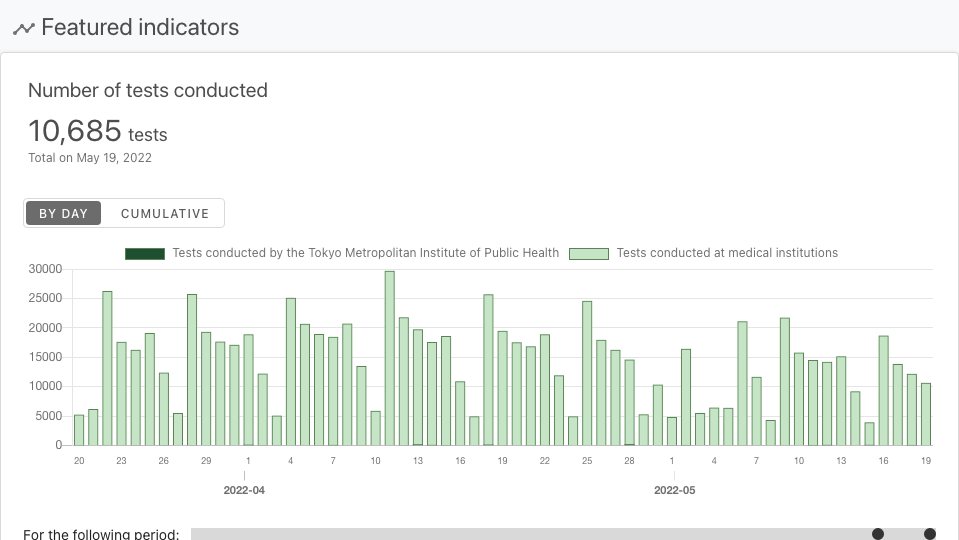 Featured indicators
Number of tests conducted
10,685 tests
Total on May 19, 2022
BY DAY CUMULATIVE
Tests conducted by the Tokyo Metropolitan Institute of Public Health Tests conducted at medical institutions
30000
25000
20000
15000
10000
5000
0
20 23 26 29 1 4 7 10 13 16 19 22 25 28 1 4 7 10 13 16 19
2022-04 2022-05
For the following period: